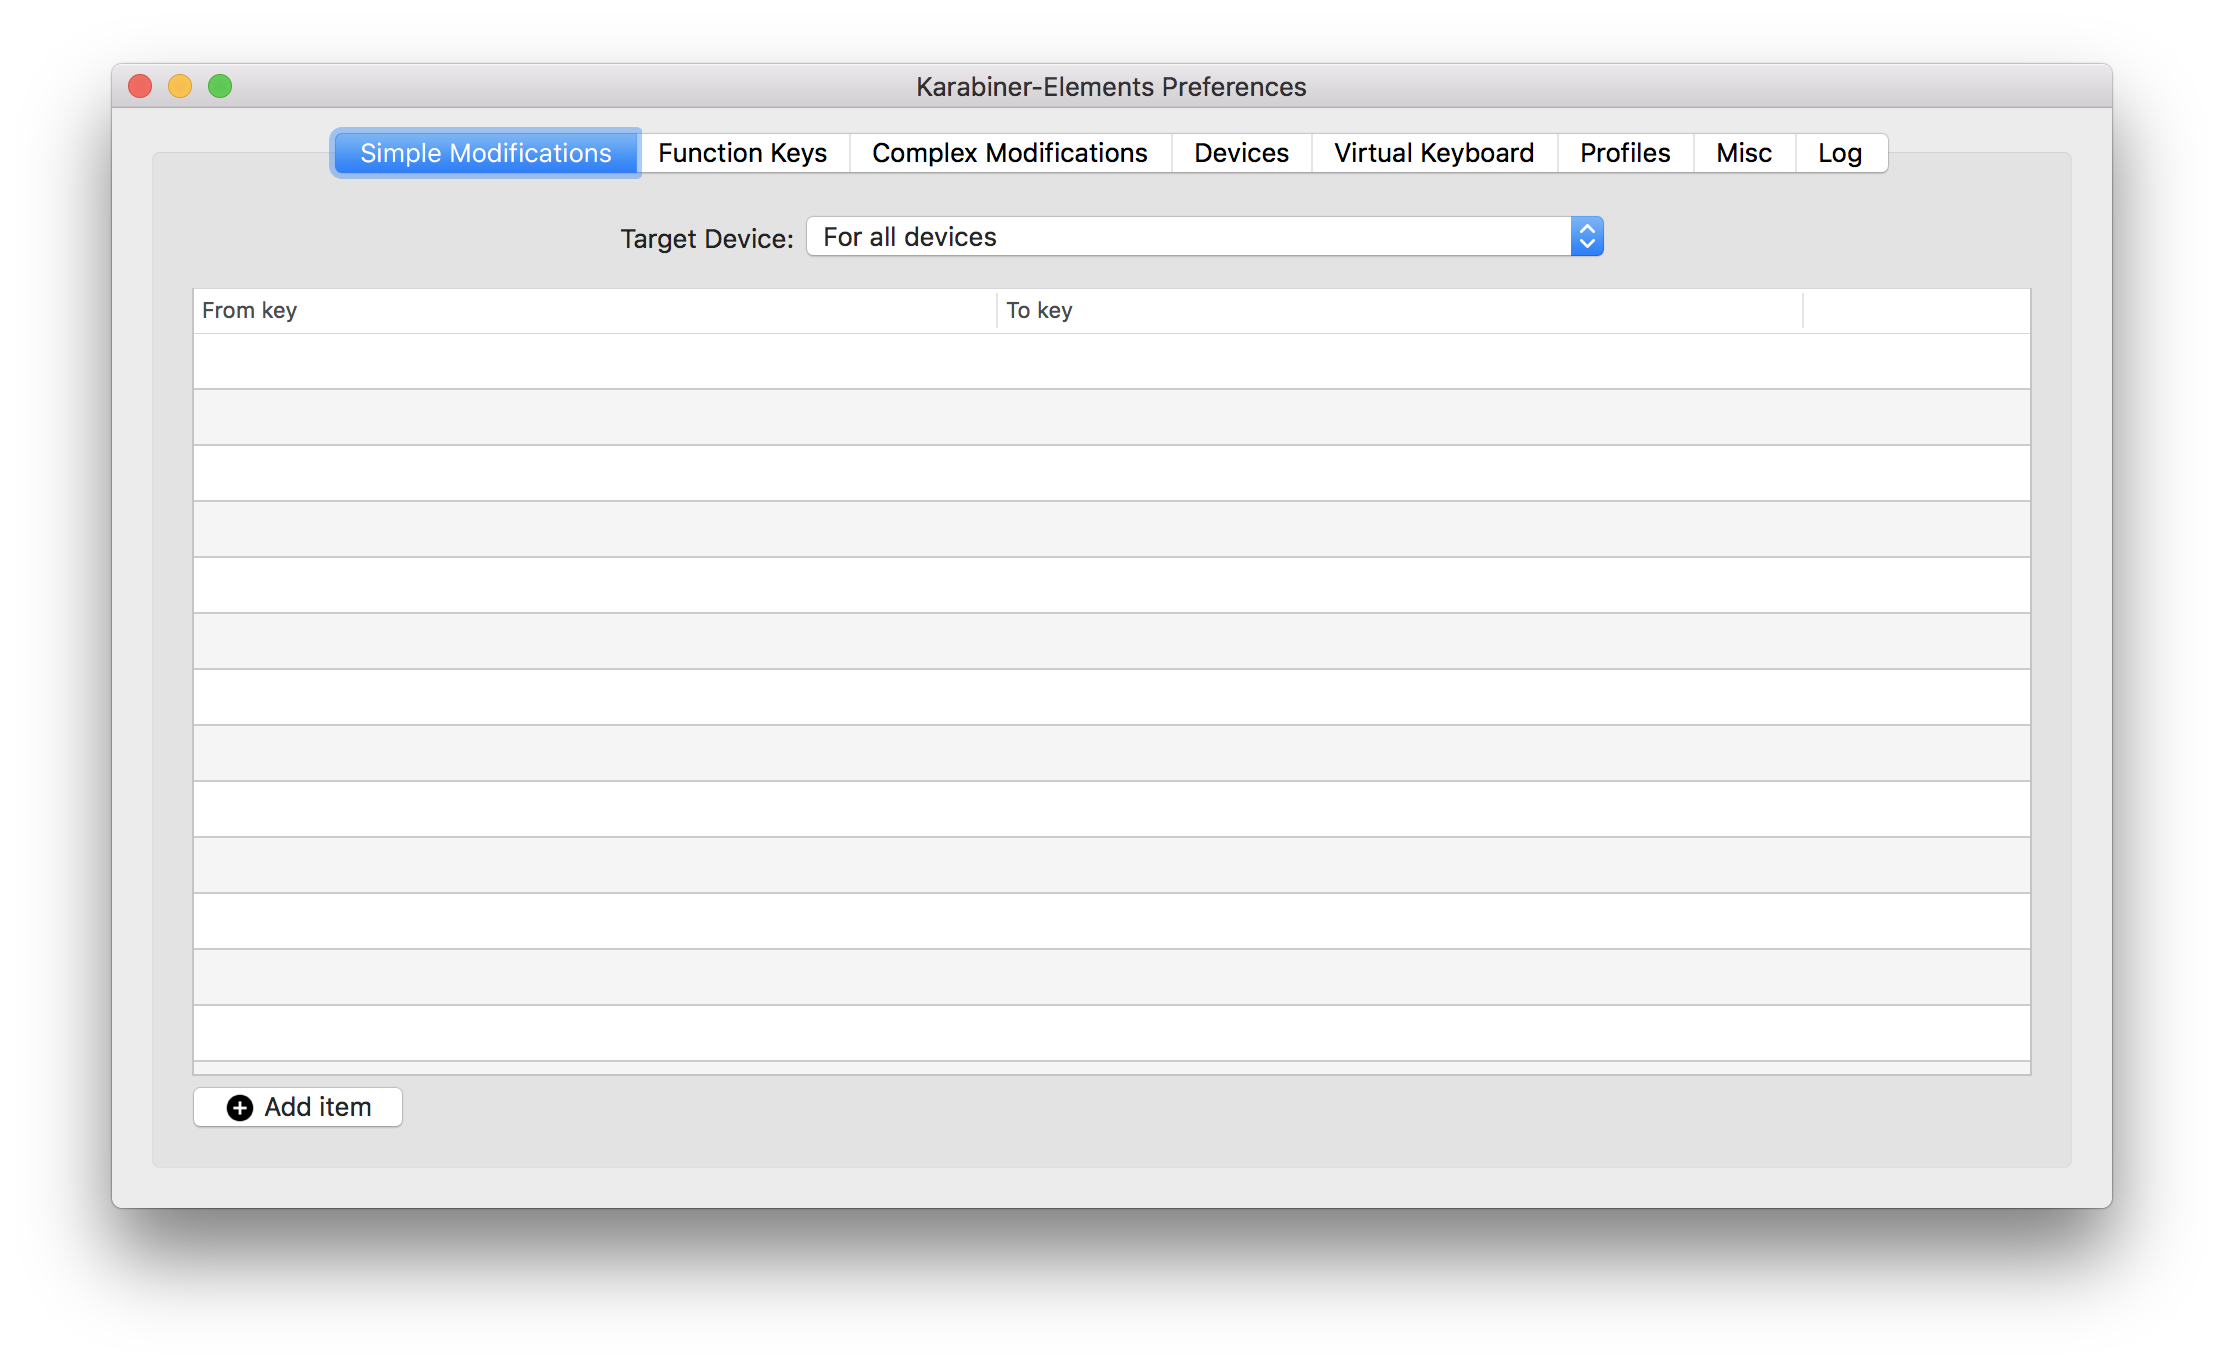 Karabiner-Elements Preferences
Simple Modifications Function Keys Complex Modifications Devices Virtual Keyboard Profiles Misc Log
Target Device: For all devices
From key To key
Add item